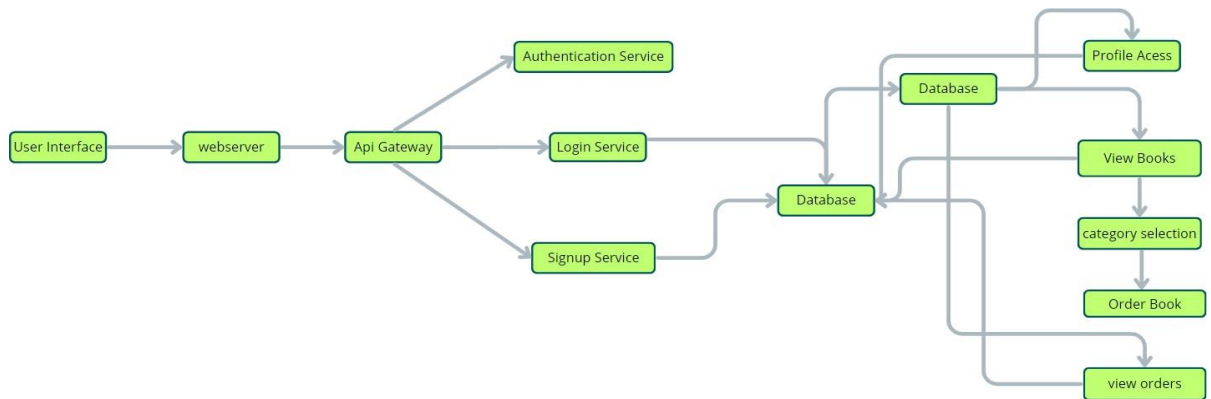 User Interface
webserver
Api Gateway
Authentication Service
Login Service
Signup Service
Database
Database
Profile Acess
View Books
category selection
Order Book
view orders